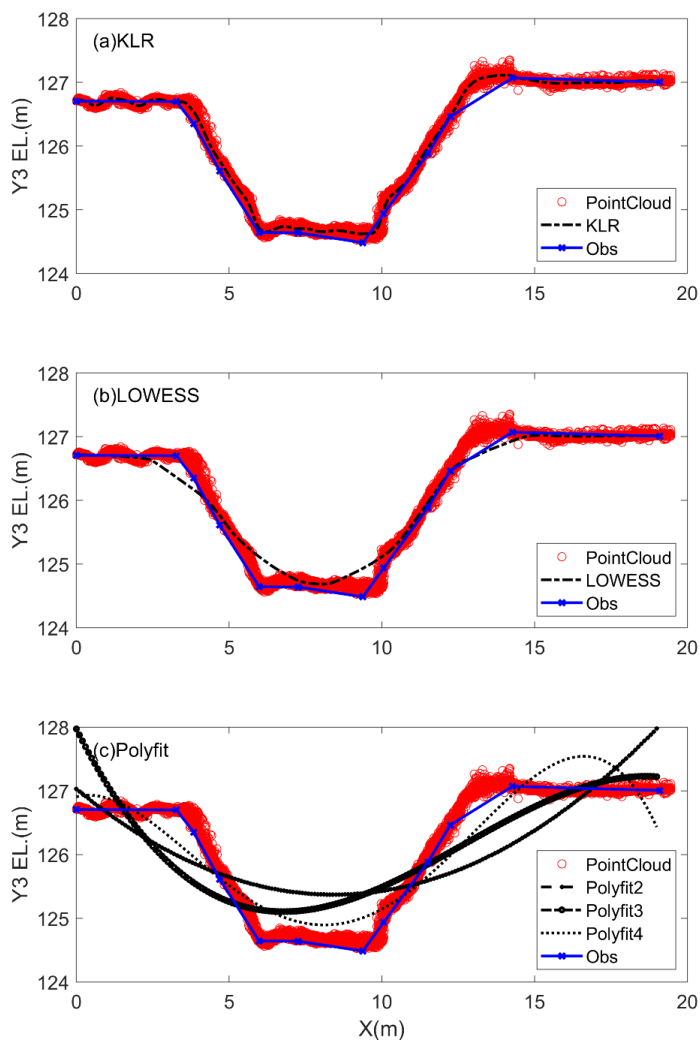 128
(a)KLR
127
126
125
124
Y3 EL.(m)
PointCloud
KLR
Obs
0 5 10 15 20
128
(b)LOWESS
127
126
125
124
Y3 EL.(m)
PointCloud
LOWESS
Obs
0 5 10 15 20
128
(c)Polyfit
127
126
125
124
Y3 EL.(m)
PointCloud
Polyfit2
Polyfit3
Polyfit4
Obs
0 5 10 15 20
X(m)